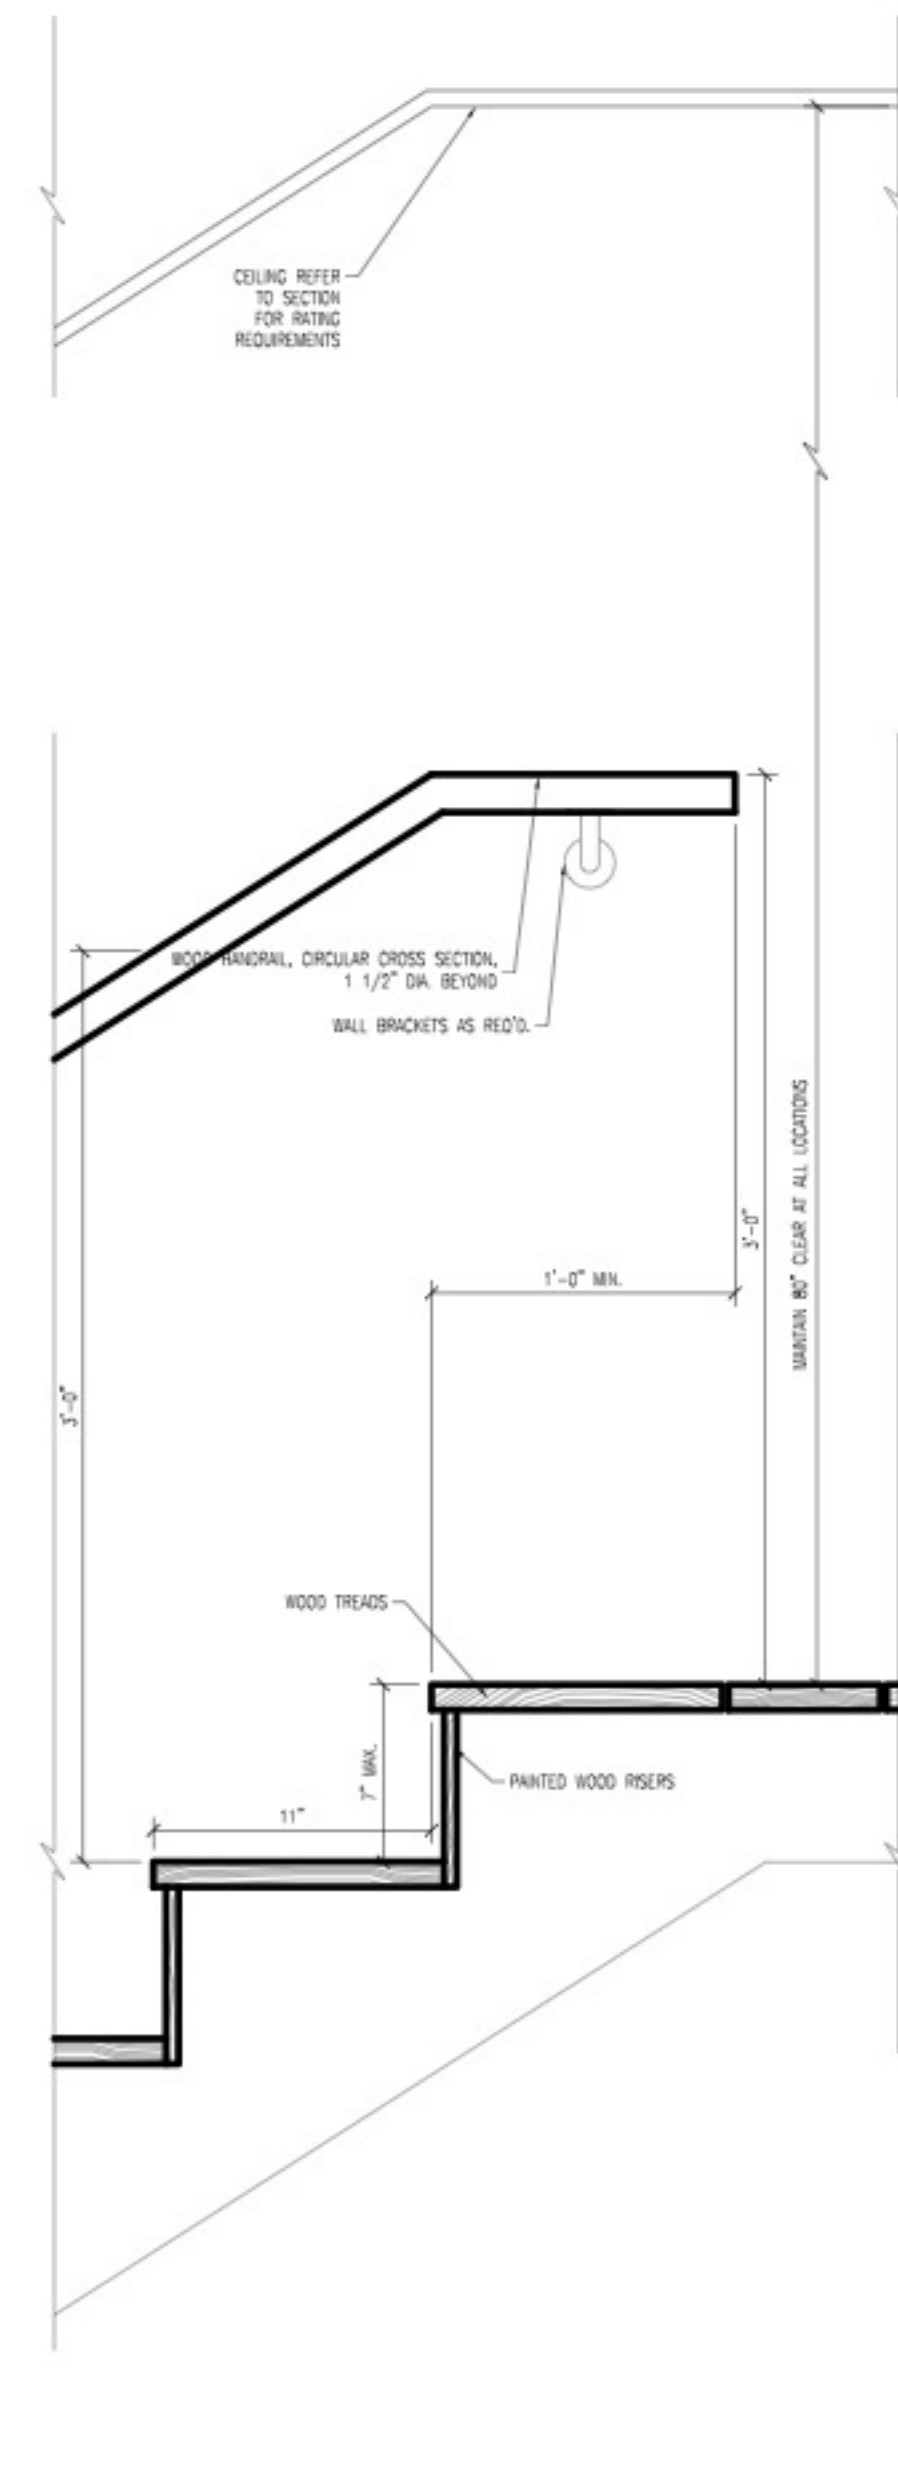 CEILING REFER
TO SECTION
FOR RATING
REQUIREMENTS
WOOD HANDRAIL, CIRCULAR CROSS SECTION,
1 1/2" DIA. BEYOND
WALL BRACKETS AS REQ'D.
MAINTAIN 80" CLEAR AT ALL LOCATIONS
3'-0"
1'-0" MIN.
3'-0"
WOOD TREADS
7" MAX.
PAINTED WOOD RISERS
11"